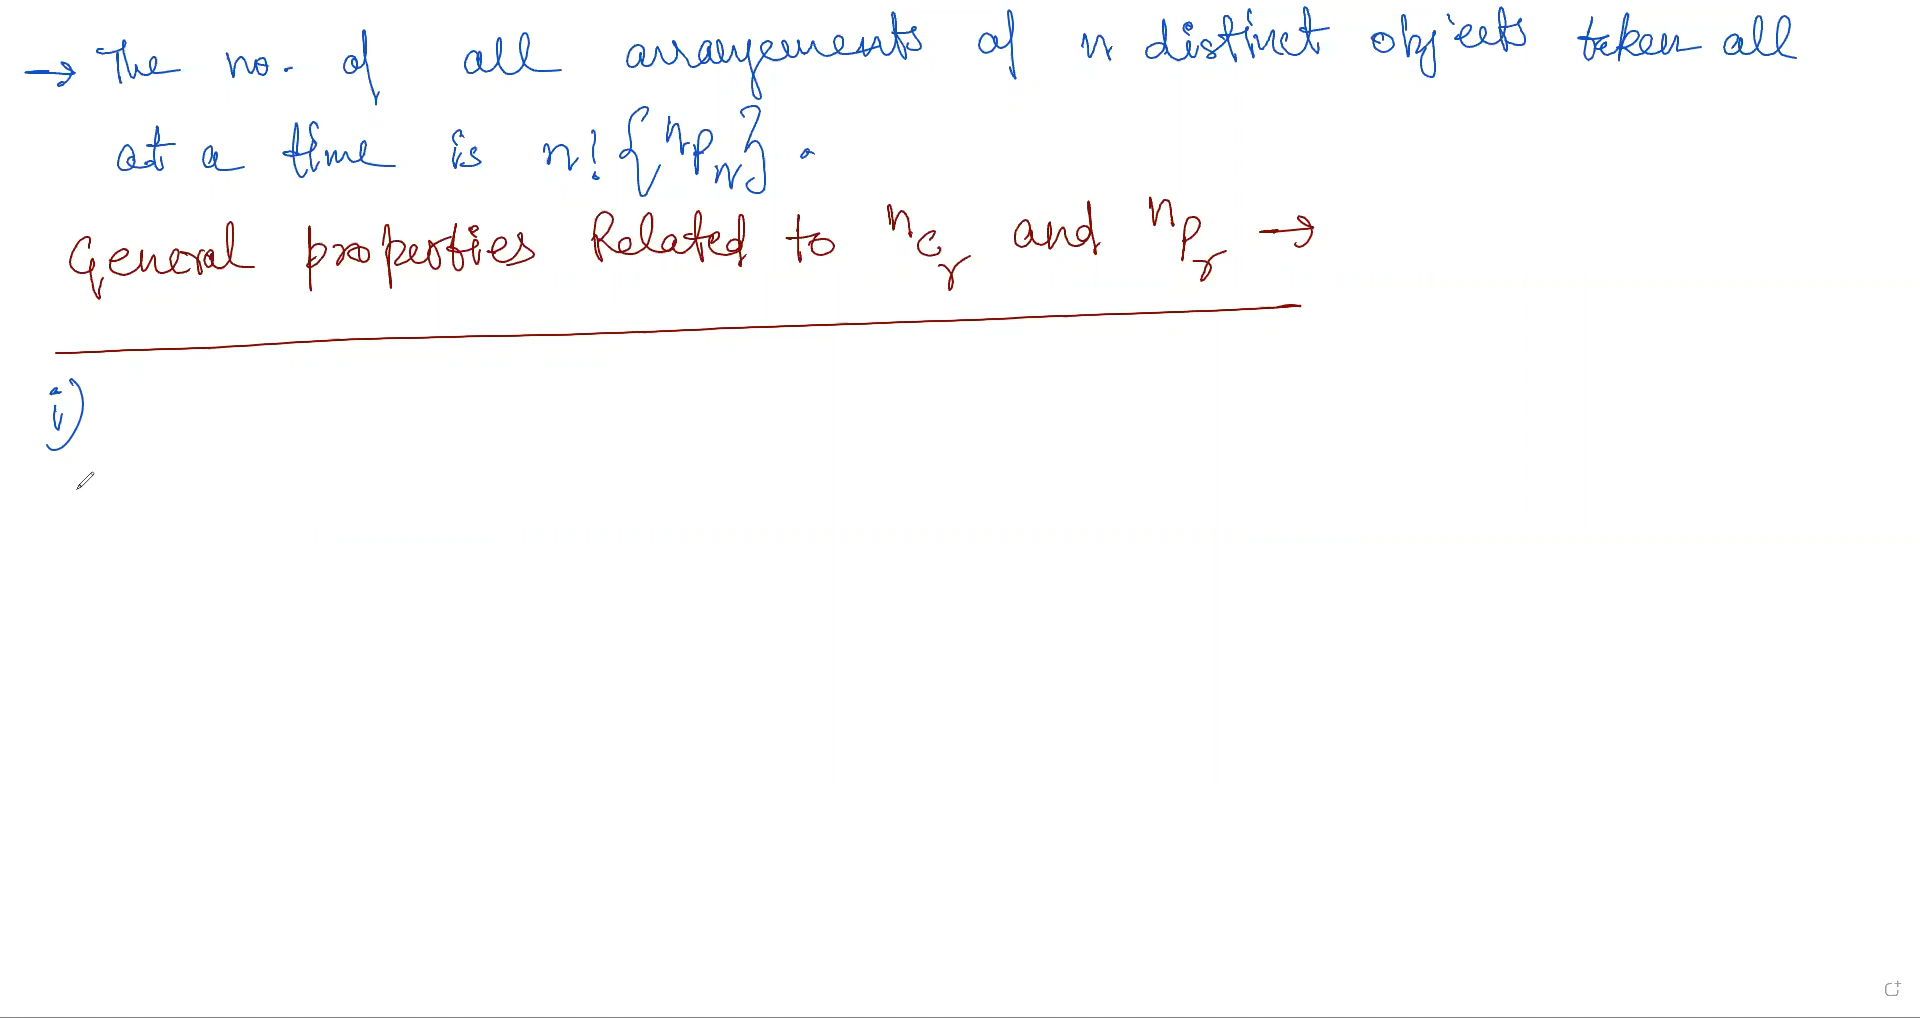 → The no. of all arrangements of n distinct objects taken all
at a time is n! {ⁿPₙ} .
General properties Related to ⁿCᵣ and ⁿPᵣ →
i)